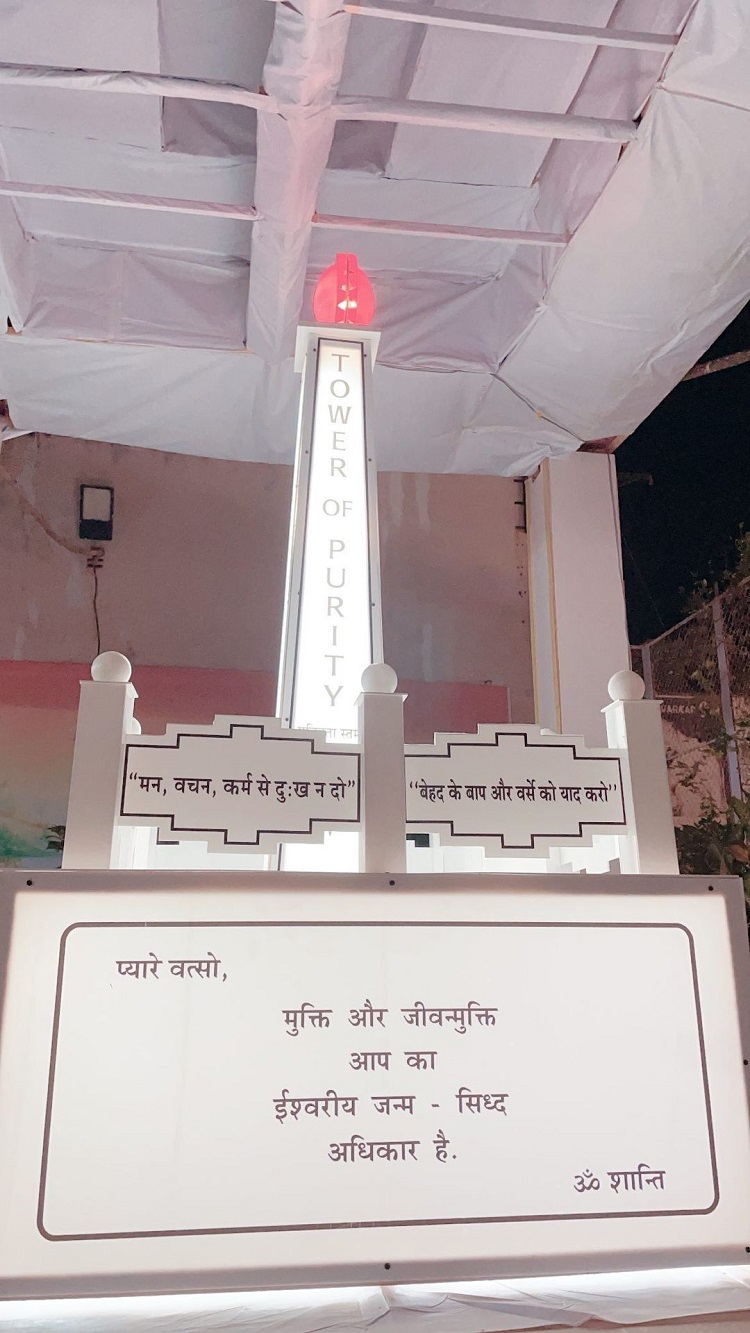 TOWER OF PURITY
“मन, वचन, कर्म से दुःख न दो”
“बेहद के बाप और वर्से को याद करो”
प्यारे वत्सो,
मुक्ति और जीवन्मुक्ति
आप का
ईश्वरीय जन्म - सिध्द
अधिकार है.
ॐ शान्ति